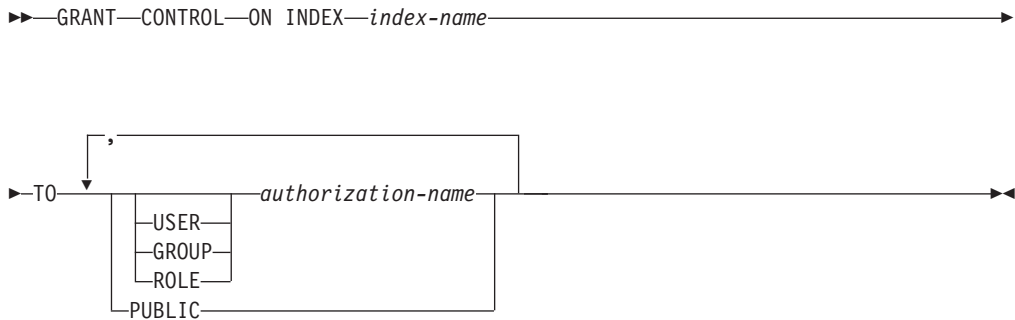 GRANT CONTROL ON INDEX index-name
,
TO authorization-name
USER
GROUP
ROLE
PUBLIC